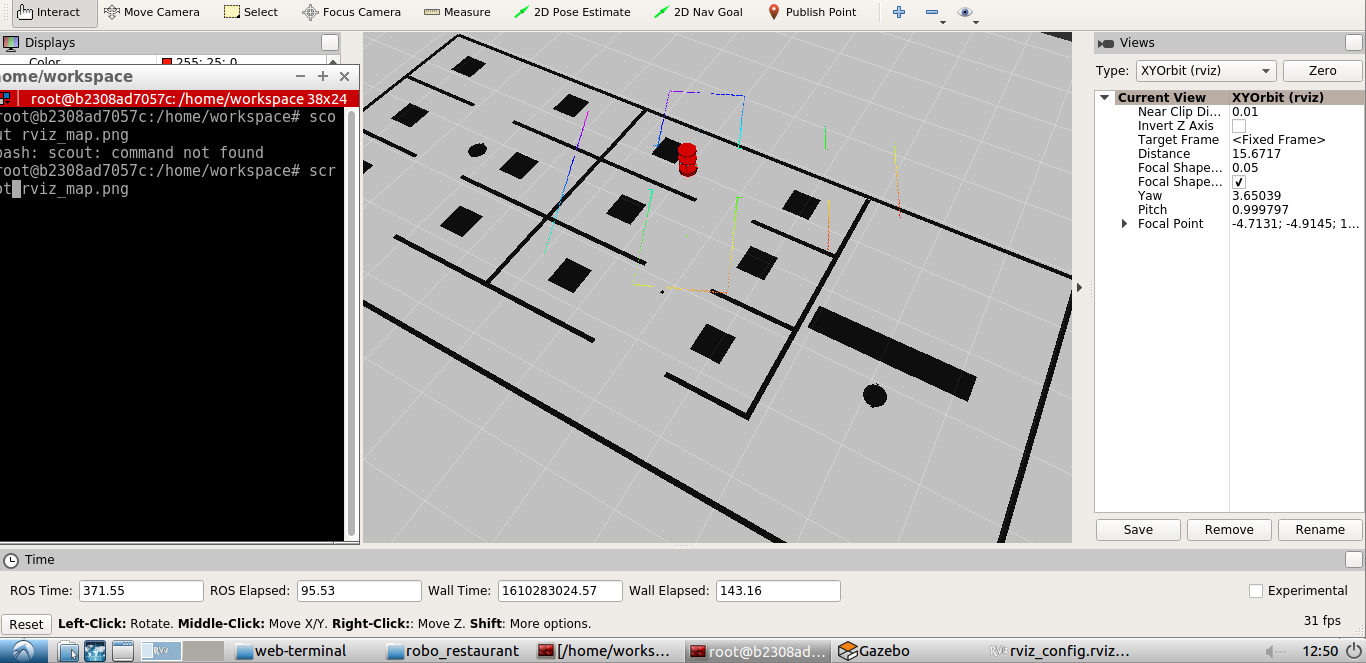 Interact Move Camera Select Focus Camera Measure 2D Pose Estimate 2D Nav Goal Publish Point
Displays
Color 255; 25; 0
ome/workspace
root@b2308ad7057c: /home/workspace 38x24
root@b2308ad7057c:/home/workspace# sco
ut rviz_map.png
bash: scout: command not found
root@b2308ad7057c:/home/workspace# scr
ot rviz_map.png
Views
Type: XYOrbit (rviz) Zero
Current View XYOrbit (rviz)
Near Clip Di... 0.01
Invert Z Axis
Target Frame <Fixed Frame>
Distance 15.6717
Focal Shape... 0.05
Focal Shape... ✔
Yaw 3.65039
Pitch 0.999797
Focal Point -4.7131; -4.9145; 1...
Save Remove Rename
Time
ROS Time: 371.55 ROS Elapsed: 95.53 Wall Time: 1610283024.57 Wall Elapsed: 143.16 Experimental
Reset Left-Click: Rotate. Middle-Click: Move X/Y. Right-Click:: Move Z. Shift: More options. 31 fps
RViz web-terminal robo_restaurant [/home/works... root@b2308ad... Gazebo RViz rviz_config.rviz... 12:50